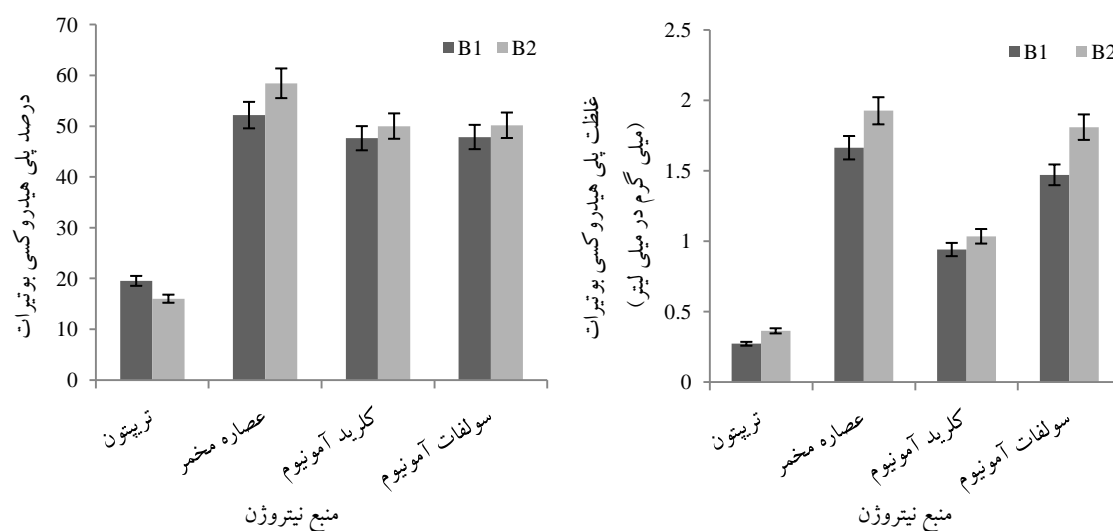 درصد پلی هیدروکسی بوتیرات
70
60
50
40
30
20
10
0
B1 B2
تریپتون
عصاره مخمر
کلرید آمونیوم
سولفات آمونیوم
منبع نیتروژن
غلظت پلی هیدروکسی بوتیرات
(میلی گرم در میلی لیتر)
2.5
2
1.5
1
0.5
0
B1 B2
تریپتون
عصاره مخمر
کلرید آمونیوم
سولفات آمونیوم
منبع نیتروژن